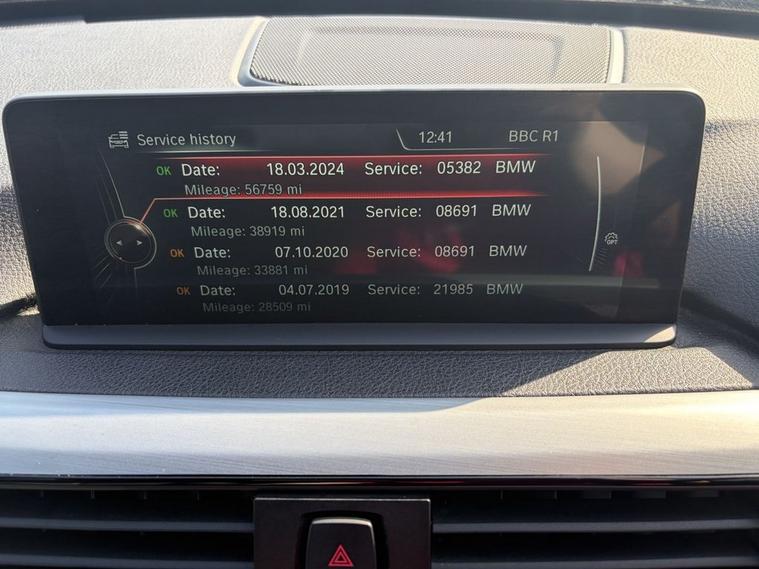 Service history 12:41 BBC R1
OK Date: 18.03.2024 Service: 05382 BMW
Mileage: 56759 mi
OK Date: 18.08.2021 Service: 08691 BMW
Mileage: 38919 mi
OK Date: 07.10.2020 Service: 08691 BMW
Mileage: 33881 mi
OK Date: 04.07.2019 Service: 21985 BMW
Mileage: 28509 mi
OPT